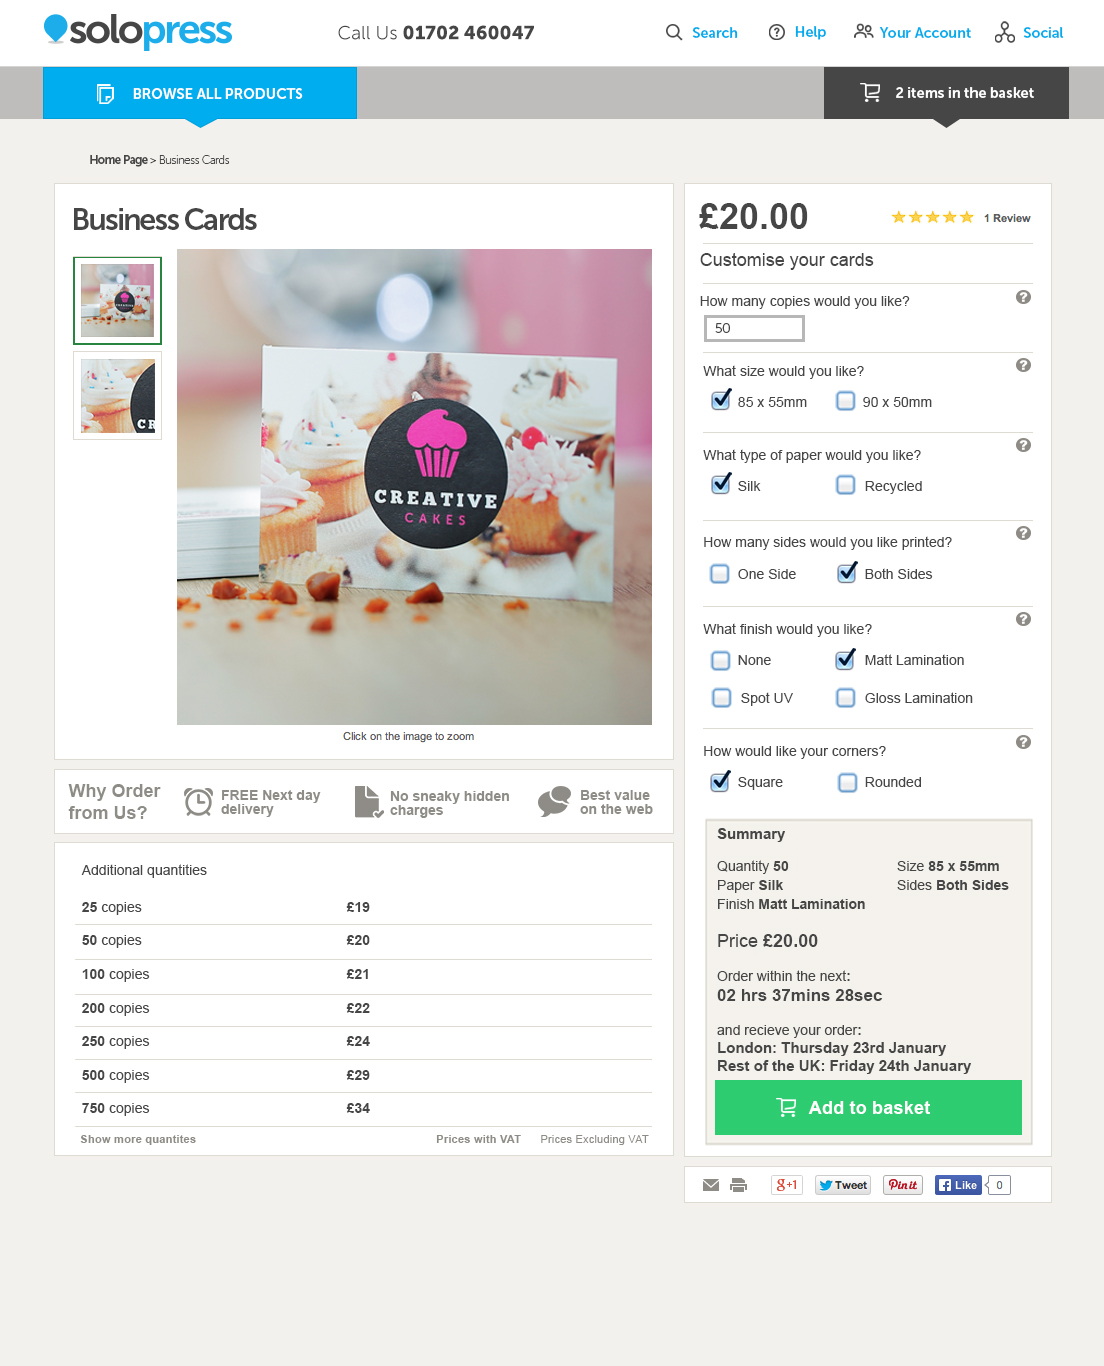 solopress
Call Us 01702 460047
Search
Help
Your Account
Social
BROWSE ALL PRODUCTS
2 items in the basket
Home Page > Business Cards
Business Cards
CREATIVE
CAKES
CR
Click on the image to zoom
£20.00
1 Review
Customise your cards
How many copies would you like?
50
What size would you like?
85 x 55mm
90 x 50mm
What type of paper would you like?
Silk
Recycled
How many sides would you like printed?
One Side
Both Sides
What finish would you like?
None
Matt Lamination
Spot UV
Gloss Lamination
How would like your corners?
Square
Rounded
Why Order
from Us?
FREE Next day
delivery
No sneaky hidden
charges
Best value
on the web
Additional quantities
25 copies £19
50 copies £20
100 copies £21
200 copies £22
250 copies £24
500 copies £29
750 copies £34
Show more quantites
Prices with VAT
Prices Excluding VAT
Summary
Quantity 50
Size 85 x 55mm
Paper Silk
Sides Both Sides
Finish Matt Lamination
Price £20.00
Order within the next:
02 hrs 37mins 28sec
and recieve your order:
London: Thursday 23rd January
Rest of the UK: Friday 24th January
Add to basket
g+1
Tweet
Pin it
Like
0